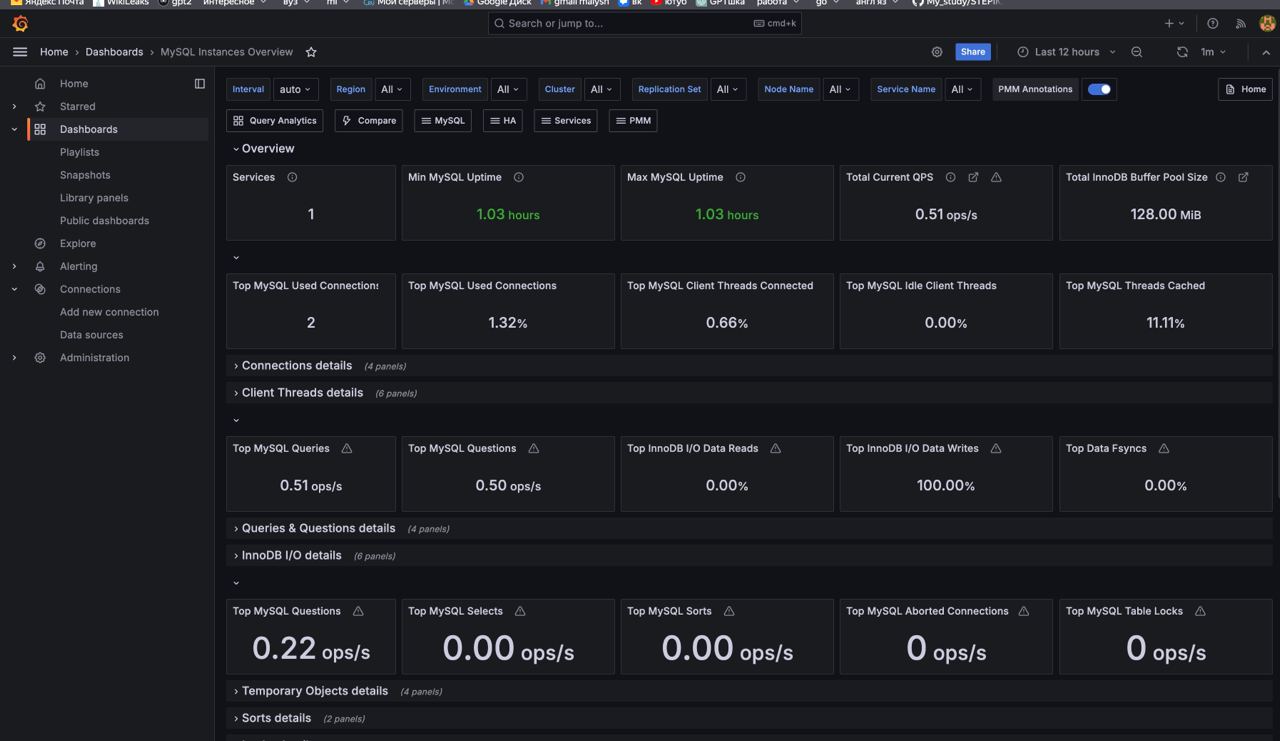 Яндекс Почта WikiLeaks gpt2 интересное вуз ml Мои серверы Google Диск gmail malysh вк ютуб GPTшка работа go англ яз My_study/STEPIK
Search or jump to... cmd+k
Home › Dashboards › MySQL Instances Overview Share Last 12 hours 1m
Home
Starred
Dashboards
Playlists
Snapshots
Library panels
Public dashboards
Explore
Alerting
Connections
Add new connection
Data sources
Administration
Interval auto Region All Environment All Cluster All Replication Set All Node Name All Service Name All PMM Annotations Home
Query Analytics Compare MySQL HA Services PMM
Overview
Services Min MySQL Uptime Max MySQL Uptime Total Current QPS Total InnoDB Buffer Pool Size
1 1.03 hours 1.03 hours 0.51 ops/s 128.00 MiB
Top MySQL Used Connections Top MySQL Used Connections Top MySQL Client Threads Connected Top MySQL Idle Client Threads Top MySQL Threads Cached
2 1.32% 0.66% 0.00% 11.11%
Connections details (4 panels)
Client Threads details (6 panels)
Top MySQL Queries Top MySQL Questions Top InnoDB I/O Data Reads Top InnoDB I/O Data Writes Top Data Fsyncs
0.51 ops/s 0.50 ops/s 0.00% 100.00% 0.00%
Queries & Questions details (4 panels)
InnoDB I/O details (6 panels)
Top MySQL Questions Top MySQL Selects Top MySQL Sorts Top MySQL Aborted Connections Top MySQL Table Locks
0.22 ops/s 0.00 ops/s 0.00 ops/s 0 ops/s 0 ops/s
Temporary Objects details (4 panels)
Sorts details (2 panels)